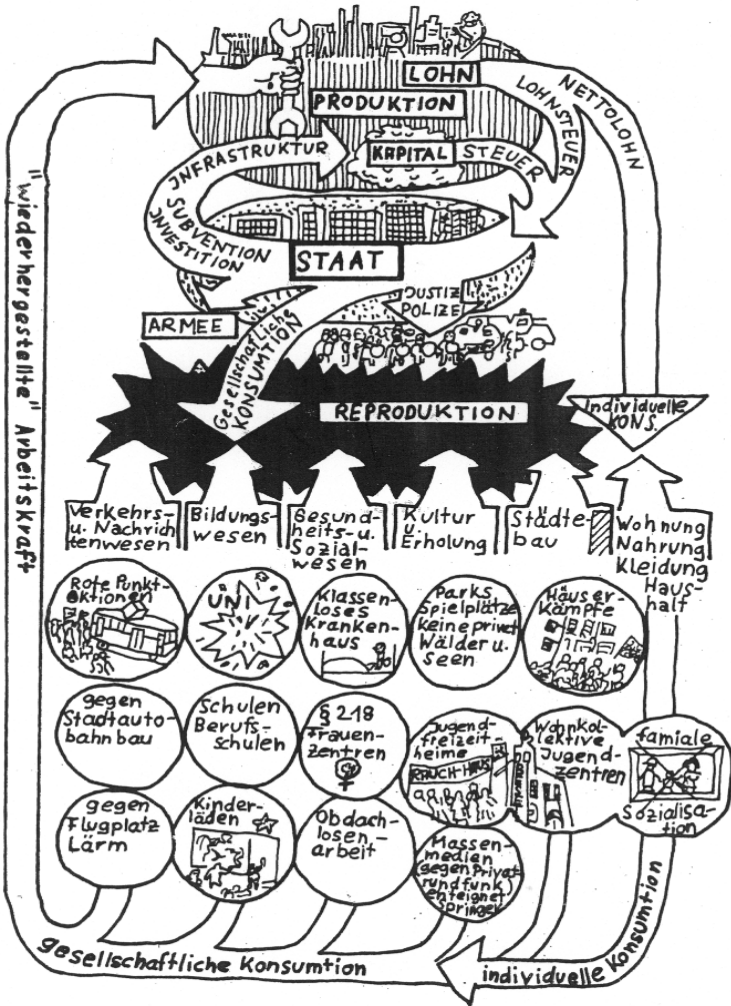 LOHN
PRODUKTION
NETTOLOHN
LOHNSTEUER
INFRASTRUKTUR
KAPITAL
STEUER
SUBVENTION
INVESTITION
STAAT
JUSTIZ
POLIZEI
ARMEE
Gesellschaftliche
KONSUMTION
REPRODUKTION
individuelle
KONS.
"wiederhergestellte" Arbeitskraft
Verkehrs-
u. Nachrich
tenwesen
Bildungs-
wesen
Gesund-
heits- u.
Sozial-
wesen
Kultur
u.
Erholung
Städte-
bau
Wohnung
Nahrung
Kleidung
Haus-
halt
Rote Punkt-
aktionen
UNI
Klassen-
loses
Kranken-
haus
Parks
Spielplätze
keine privat
Wälder u.
Seen
Häuser-
Kämpfe
gegen
Stadtauto-
bahnbau
Schulen
Berufs-
schulen
§ 218
Frauen-
zentren
Jugend-
freizeit-
heime
RAUCH HAUS
Wohnkol-
lektive
Jugend-
zentren
familale
Sozialisa-
tion
gegen
Flugplatz
Lärm
Kinder-
läden
Obdach-
losen-
arbeit
Massen-
medien
(gegen Privat
rundfunk)
enteignet
Springer
gesellschaftliche Konsumtion
individuelle Konsumtion